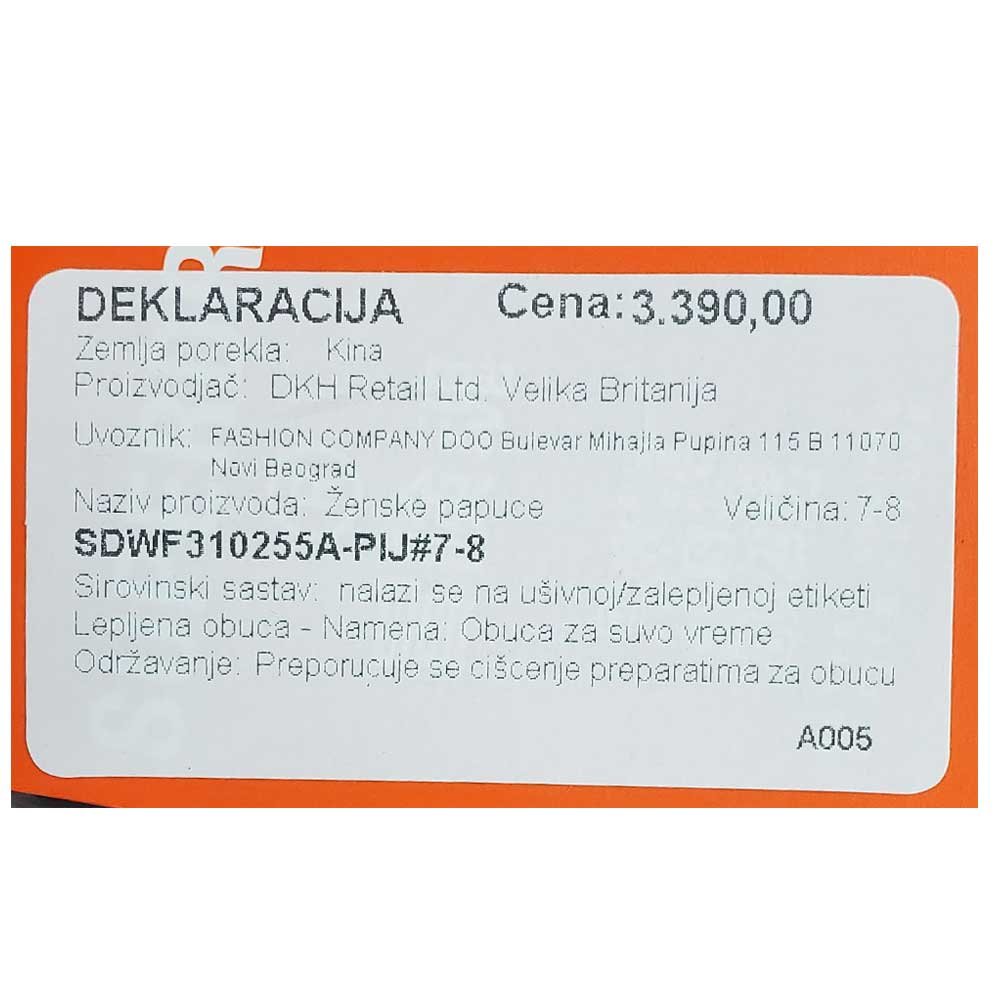 R
DEKLARACIJA Cena: 3.390,00
Zemlja porekla: Kina
Proizvodjač: DKH Retail Ltd. Velika Britanija
Uvoznik: FASHION COMPANY DOO Bulevar Mihajla Pupina 115 B 11070
Novi Beograd
Naziv proizvoda: Ženske papuce Veličina: 7-8
SDWF310255A-PIJ#7-8
Sirovinski sastav: nalazi se na ušivnoj/zalepljenoj etiketi
Lepljena obuca - Namena: Obuca za suvo vreme
Održavanje: Preporucuje se cišcenje preparatima za obucu
A005